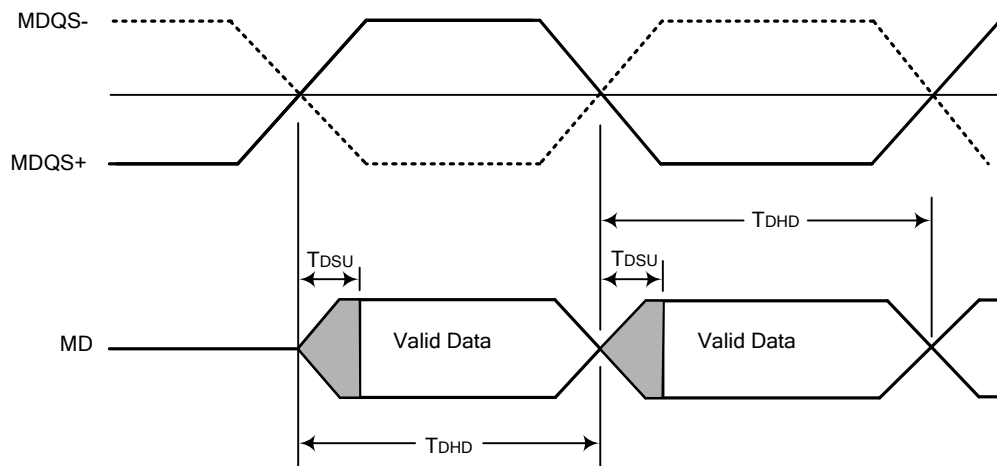 MDQS-
MDQS+
TDHD
TDSU TDSU
MD Valid Data Valid Data
TDHD